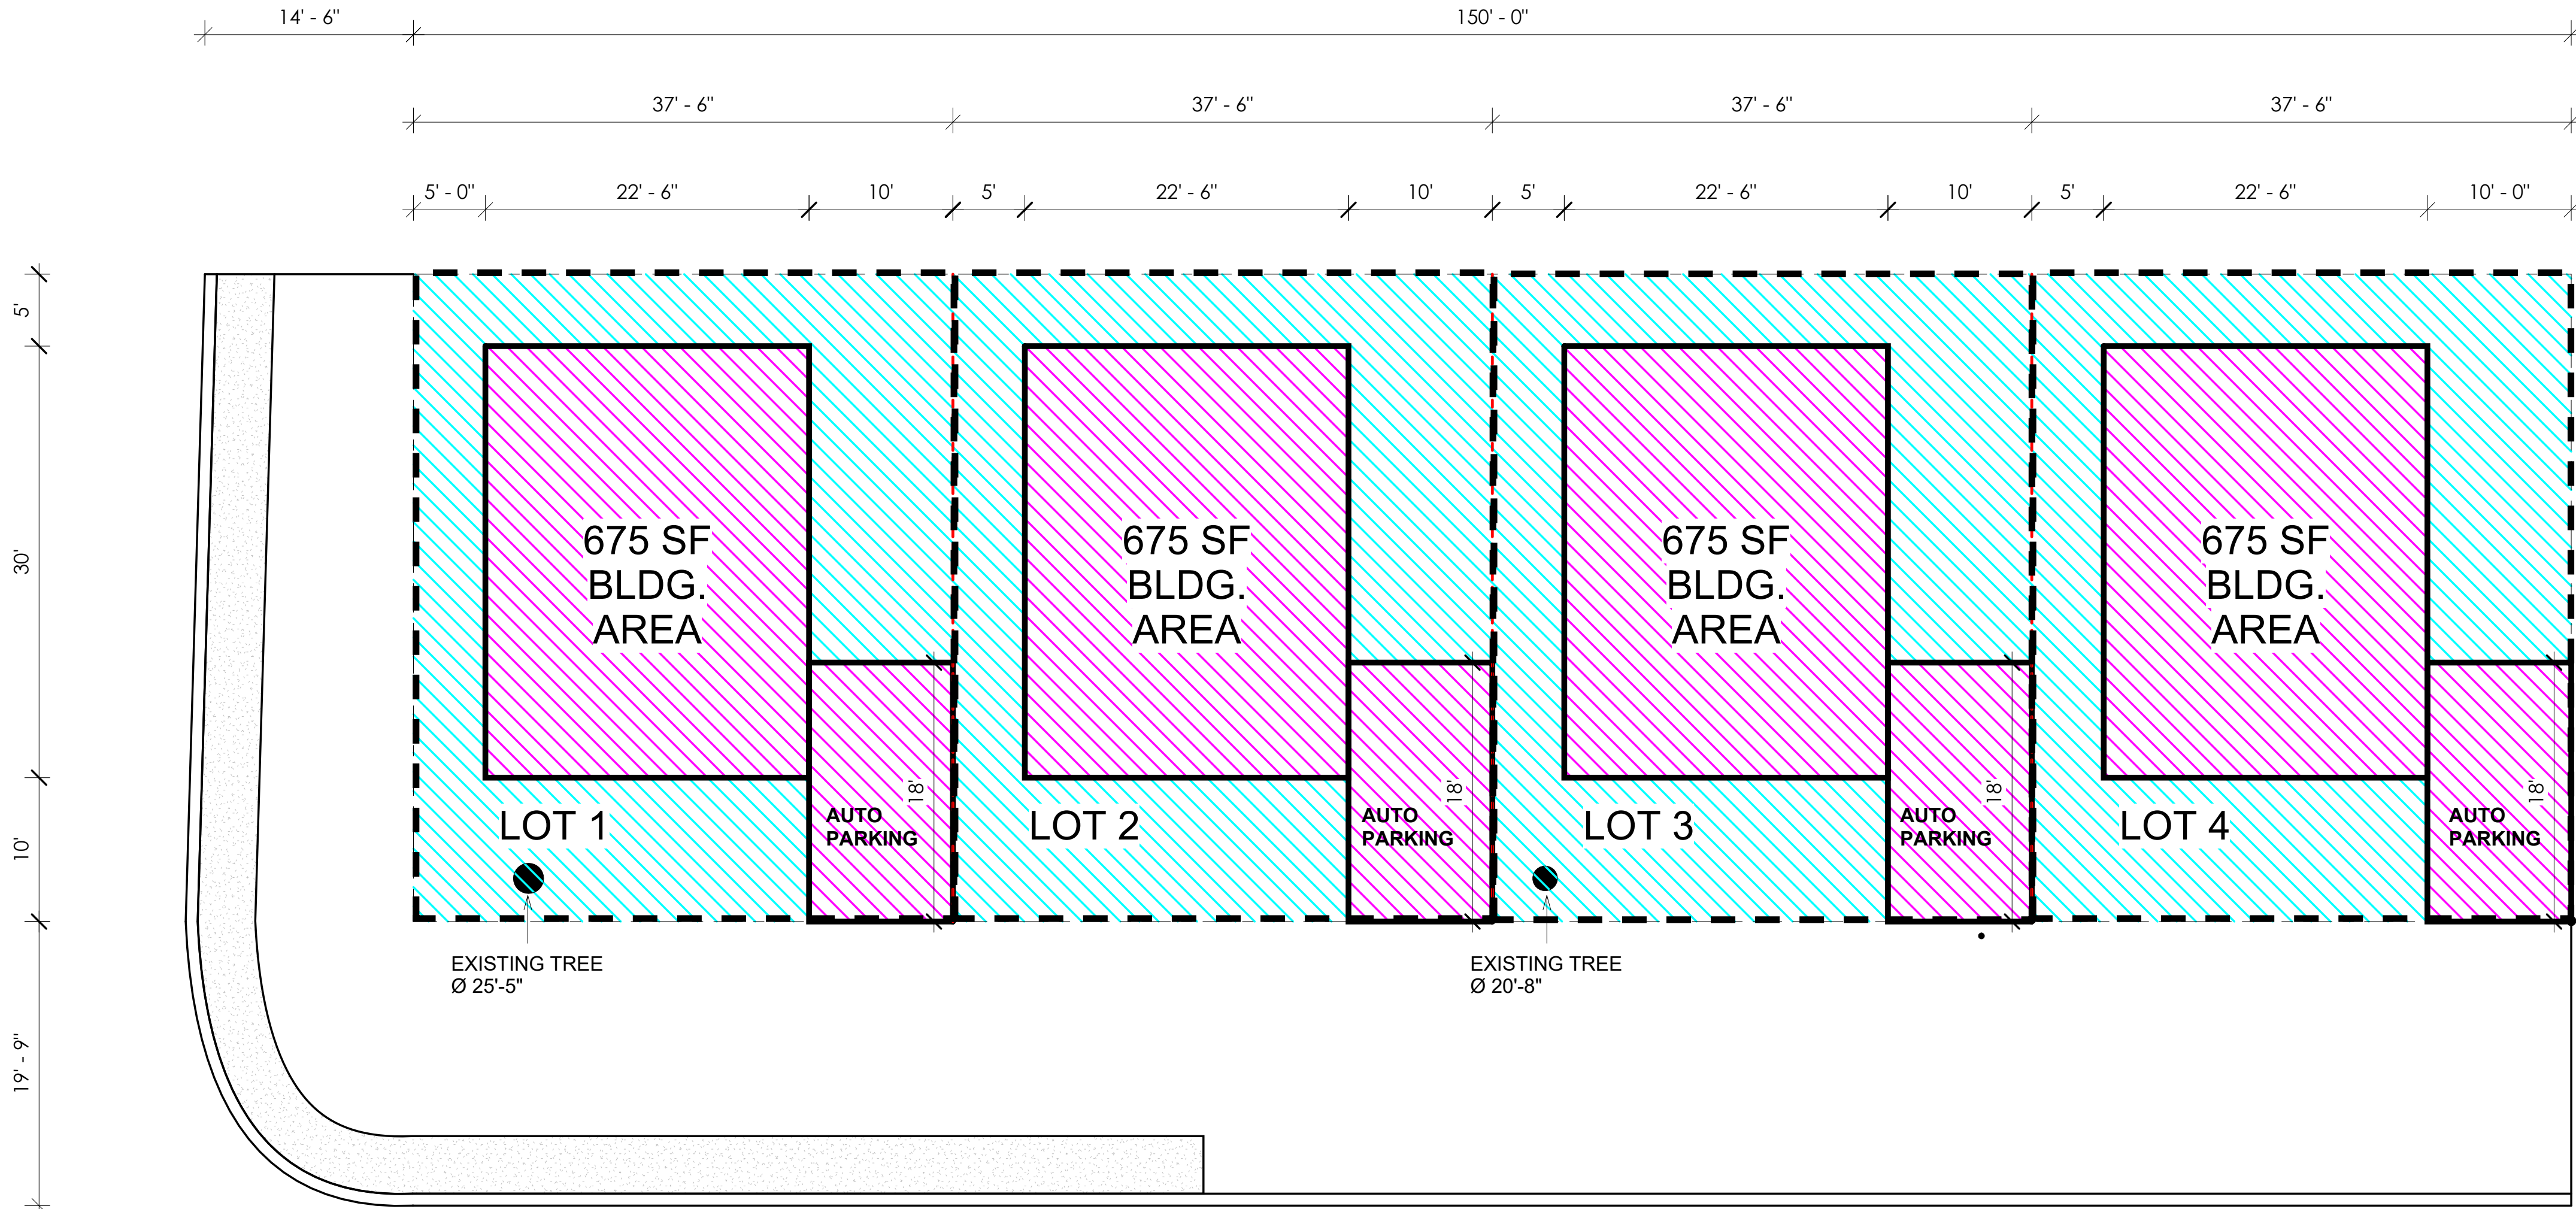 14' - 6"
150' - 0"
37' - 6"
37' - 6"
37' - 6"
37' - 6"
5' - 0"
22' - 6"
10'
5'
22' - 6"
10'
5'
22' - 6"
10'
5'
22' - 6"
10' - 0"
5'
30'
10'
19' - 9"
675 SF
BLDG.
AREA
675 SF
BLDG.
AREA
675 SF
BLDG.
AREA
675 SF
BLDG.
AREA
LOT 1
AUTO
PARKING
18'
LOT 2
AUTO
PARKING
18'
LOT 3
AUTO
PARKING
18'
LOT 4
AUTO
PARKING
18'
EXISTING TREE
Ø 25'-5"
EXISTING TREE
Ø 20'-8"